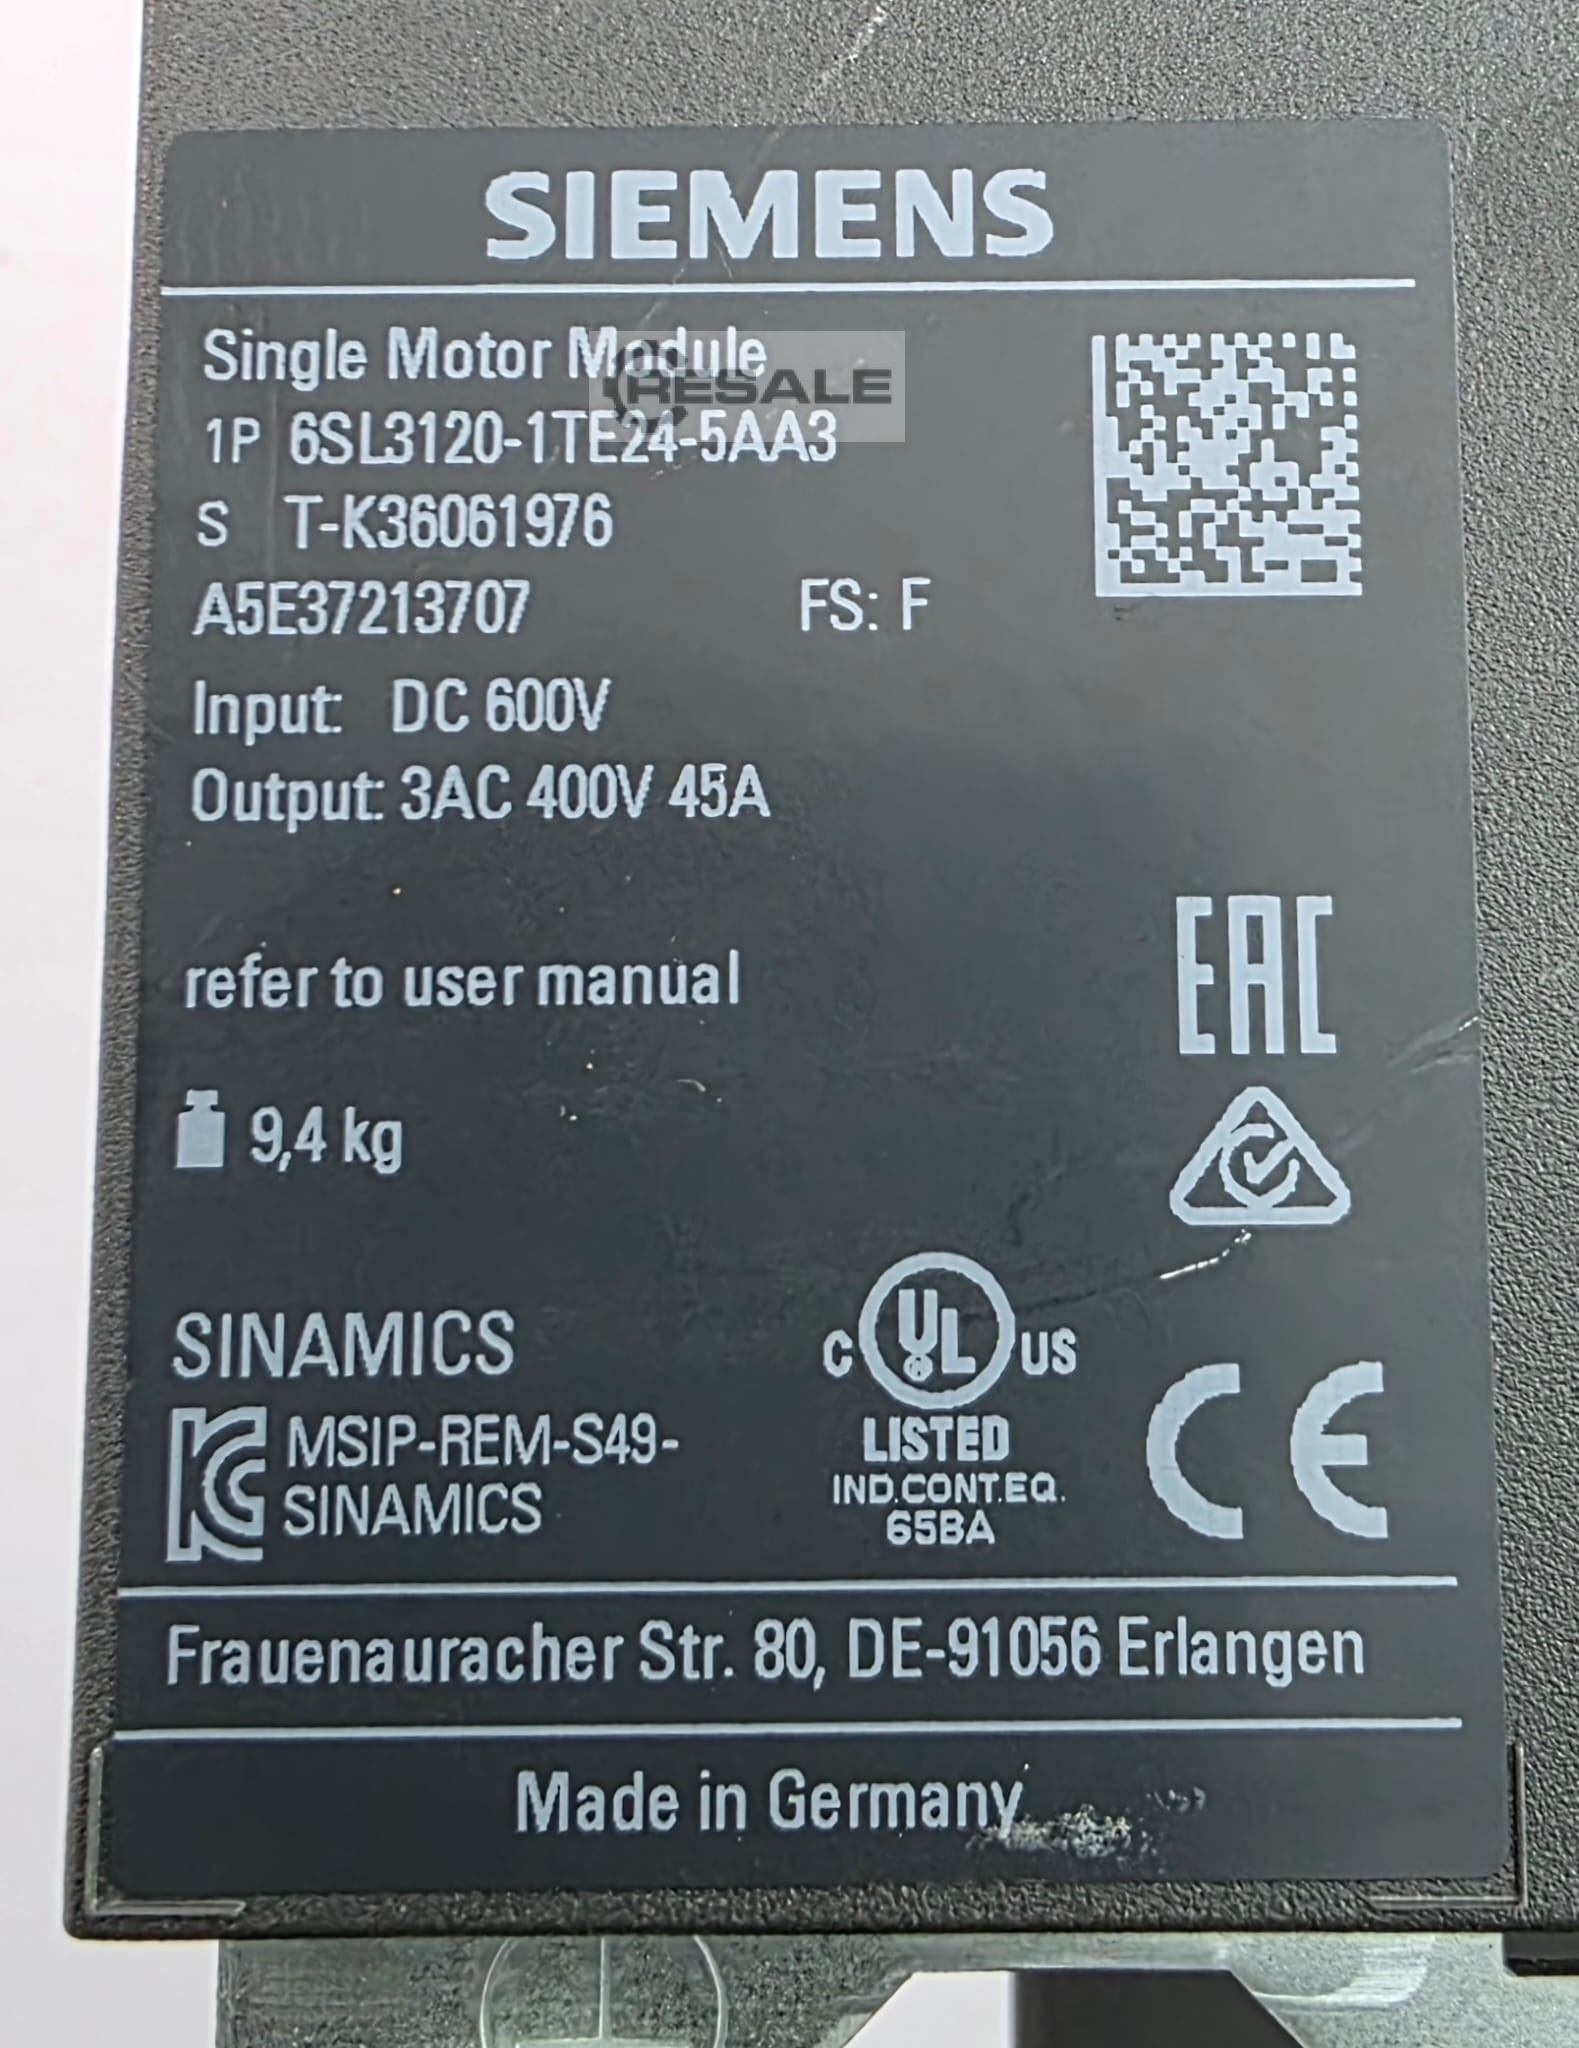 SIEMENS
Single Motor Module
RESALE
1P 6SL3120-1TE24-5AA3
S T-K36061976
A5E37213707 FS: F
Input: DC 600V
Output: 3AC 400V 45A
refer to user manual
EAC
9,4 kg
SINAMICS
C UL US
LISTED
IND.CONT.EQ.
65BA
CE
KC MSIP-REM-S49-
SINAMICS
Frauenauracher Str. 80, DE-91056 Erlangen
Made in Germany